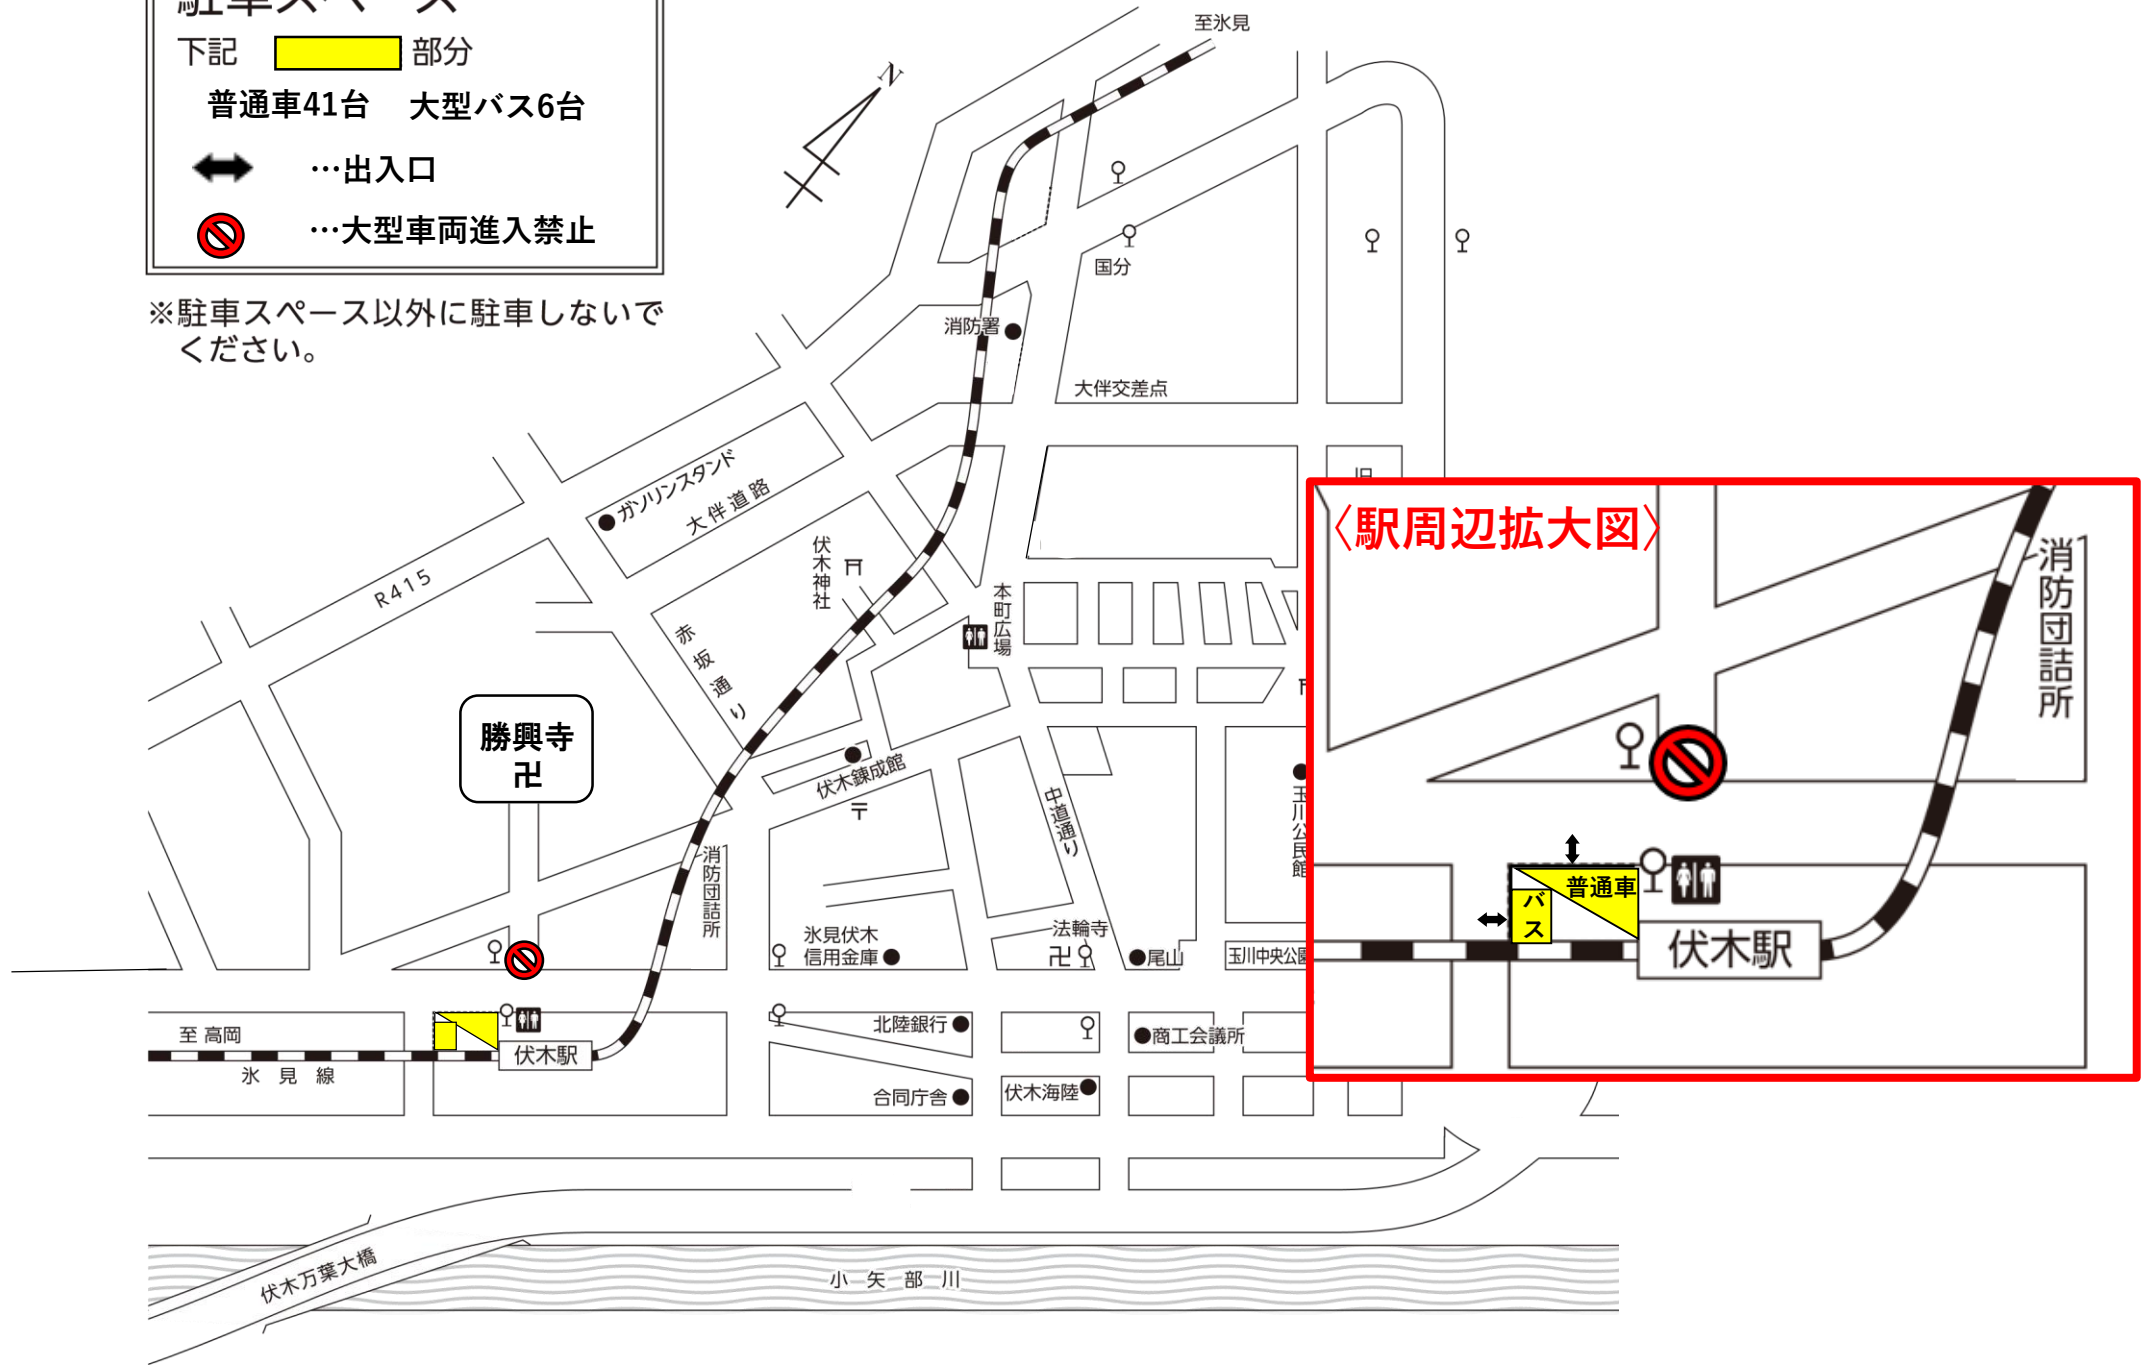 駐車スペース
下記 部分
普通車41台 大型バス6台
…出入口
…大型車両進入禁止
※駐車スペース以外に駐車しないで
ください。
至氷見
N
国分
消防署
大伴交差点
旧
ガソリンスタンド
大伴道路
伏木神社
R415
本町広場
赤坂通り
勝興寺
卍
伏木錬成館
〒
中道通り
玉川公民館
消防団詰所
氷見伏木
信用金庫
法輪寺
卍
尾山
玉川中央公園
至 高岡
氷見線
伏木駅
北陸銀行
商工会議所
合同庁舎
伏木海陸
伏木万葉大橋
小矢部川
〈駅周辺拡大図〉
消防団詰所
普通車
バス
伏木駅